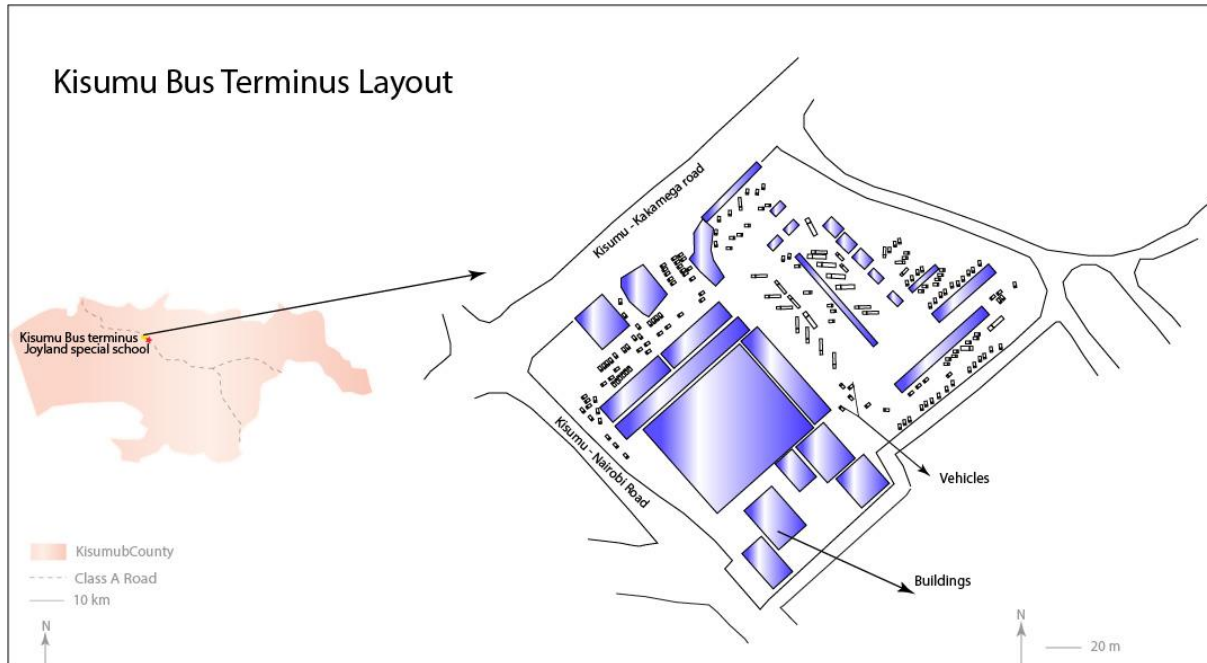 Kisumu Bus Terminus Layout
Kisumu - Kakamega road
Kisumu Bus terminus
Joyland special school
Kisumu - Nairobi Road
Vehicles
Buildings
KisumubCounty
Class A Road
10 km
N
N
20 m